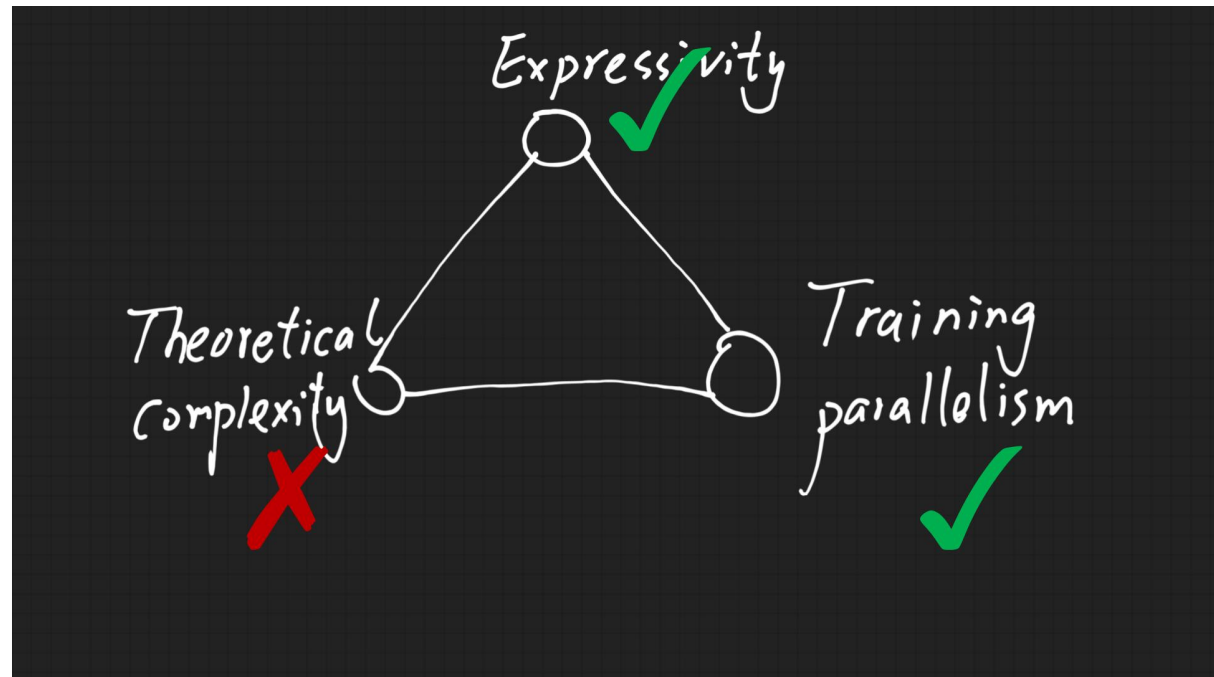 Expressivity
Theoretical
complexity
Training
parallelism